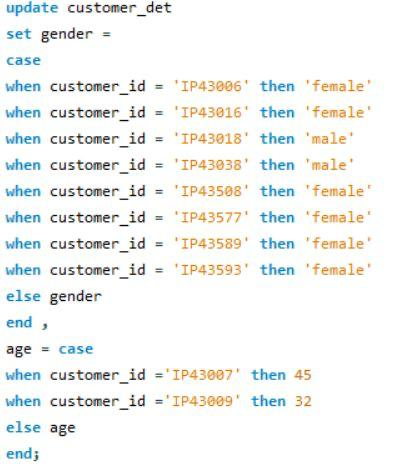 update customer_det
set gender =
case
when customer_id = 'IP43006' then 'female'
when customer_id = 'IP43016' then 'female'
when customer_id = 'IP43018' then 'male'
when customer_id = 'IP43038' then 'male'
when customer_id = 'IP43508' then 'female'
when customer_id = 'IP43577' then 'female'
when customer_id = 'IP43589' then 'female'
when customer_id = 'IP43593' then 'female'
else gender
end ,
age = case
when customer_id ='IP43007' then 45
when customer_id ='IP43009' then 32
else age
end;